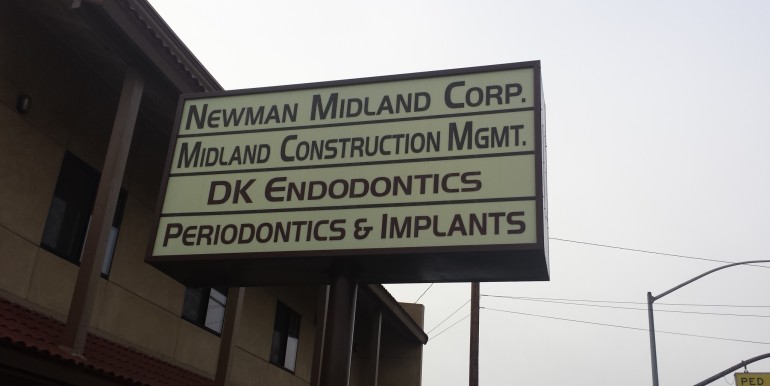 NEWMAN MIDLAND CORP.
MIDLAND CONSTRUCTION MGMT.
DK ENDODONTICS
PERIODONTICS & IMPLANTS
PED